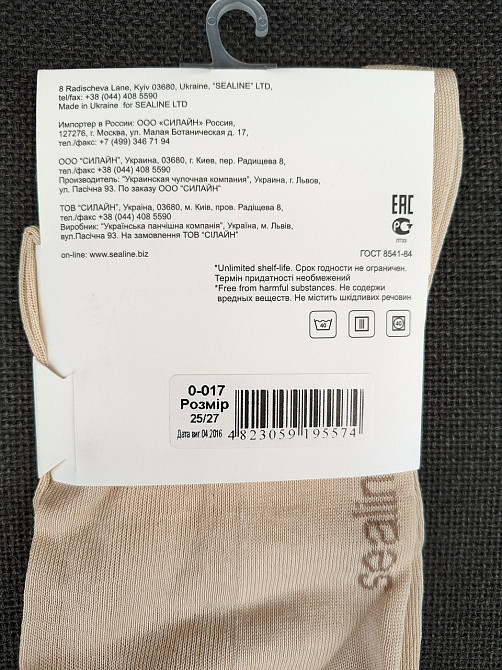 8 Radischeva Lane, Kyiv 03680, Ukraine, "SEALINE" LTD,
tel/fax: +38 (044) 408 5590
Made in Ukraine for SEALINE LTD
Импортер в России: ООО «СИЛАЙН» Россия,
127276, г. Москва, ул. Малая Ботаническая д. 17,
тел./факс: +7 (499) 346 71 94
ООО "СИЛАЙН", Украина, 03680, г. Киев, пер. Радищева 8,
тел./факс +38 (044) 408 5590
Производитель: "Украинская чулочная компания", Украина, г. Львов,
ул. Пасічна 93. По заказу ООО "СИЛАЙН"
ТОВ "СІЛАЙН", Україна, 03680, м. Київ, пров. Радіщева 8,
тел./факс +38 (044) 408 5590
Виробник: "Українська панчішна компанія", Україна, м. Львів,
вул.Пасічна 93. На замовлення ТОВ "СІЛАЙН"
on-line: www.sealine.biz
ЕАС
РС
ГОСТ 8541-84
*Unlimited shelf-life. Срок годности не ограничен.
Термін придатності необмежений
*Free from harmful substances. Не содержи
вредных веществ. Не містить шкідливих речовин
40
40
0-017
Розмір
25/27
Дата виг. 04.2016
4 823059 195574
sealin